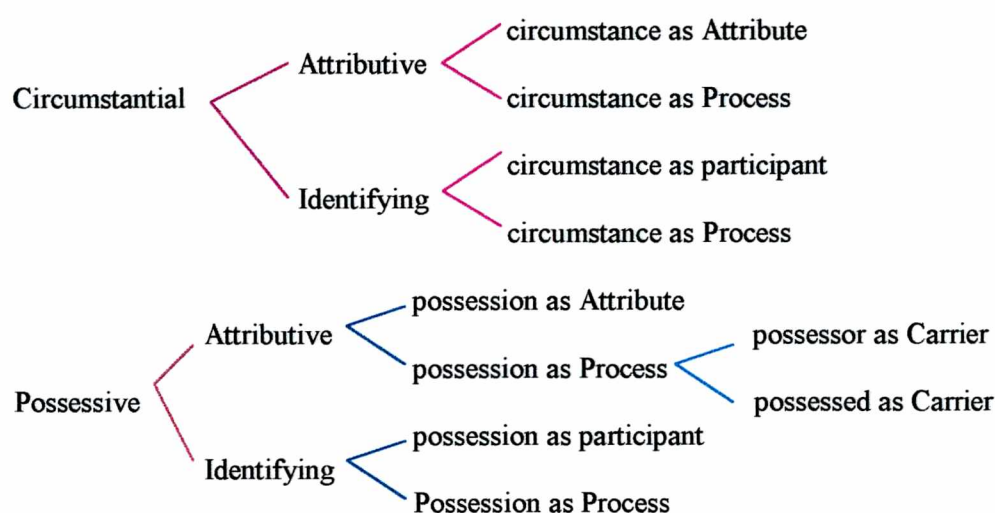 circumstance as Attribute
Attributive
circumstance as Process
Circumstantial
circumstance as participant
Identifying
circumstance as Process
possession as Attribute
Attributive
possessor as Carrier
possession as Process
Possessive
possessed as Carrier
possession as participant
Identifying
Possession as Process